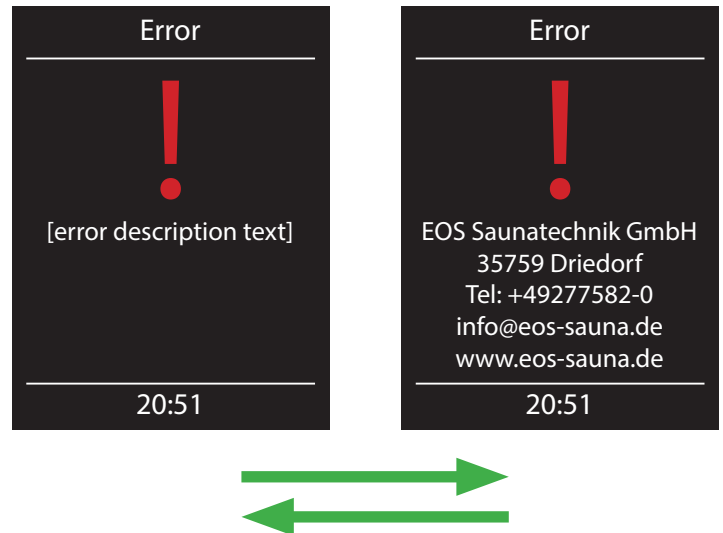 Error
[error description text]
20:51
Error
EOS Saunatechnik GmbH
35759 Driedorf
Tel: +49277582-0
info@eos-sauna.de
www.eos-sauna.de
20:51